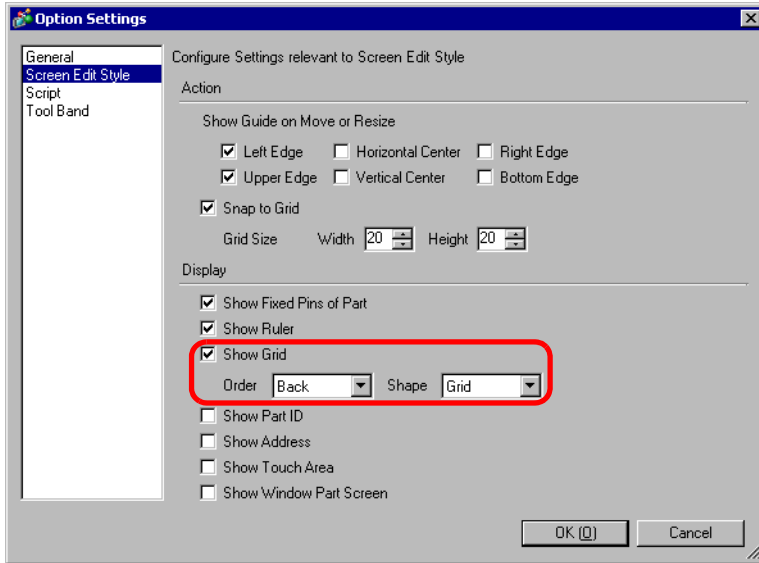 Option Settings
General
Screen Edit Style
Script
Tool Band
Configure Settings relevant to Screen Edit Style
Action
Show Guide on Move or Resize
Left Edge Horizontal Center Right Edge
Upper Edge Vertical Center Bottom Edge
Snap to Grid
Grid Size Width 20 Height 20
Display
Show Fixed Pins of Part
Show Ruler
Show Grid
Order Back Shape Grid
Show Part ID
Show Address
Show Touch Area
Show Window Part Screen
OK (O) Cancel